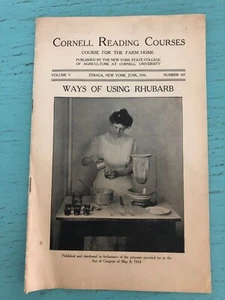 CORNELL READING COURSES
COURSE FOR THE FARM HOME
PUBLISHED BY THE NEW YORK STATE COLLEGE
OF AGRICULTURE AT CORNELL UNIVERSITY
VOLUME V ITHACA, NEW YORK, JUNE, 1916 NUMBER 107
WAYS OF USING RHUBARB
Published and distributed in furtherance of the purposes provided for in the
Act of Congress of May 8, 1914